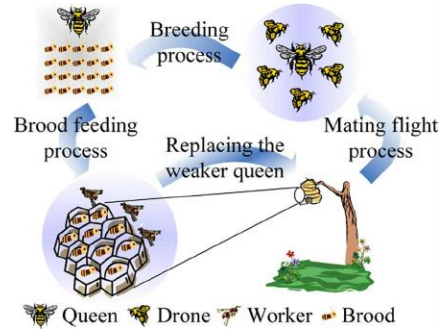 Breeding
process
Brood feeding
process
Replacing the
weaker queen
Mating flight
process
Queen Drone Worker Brood